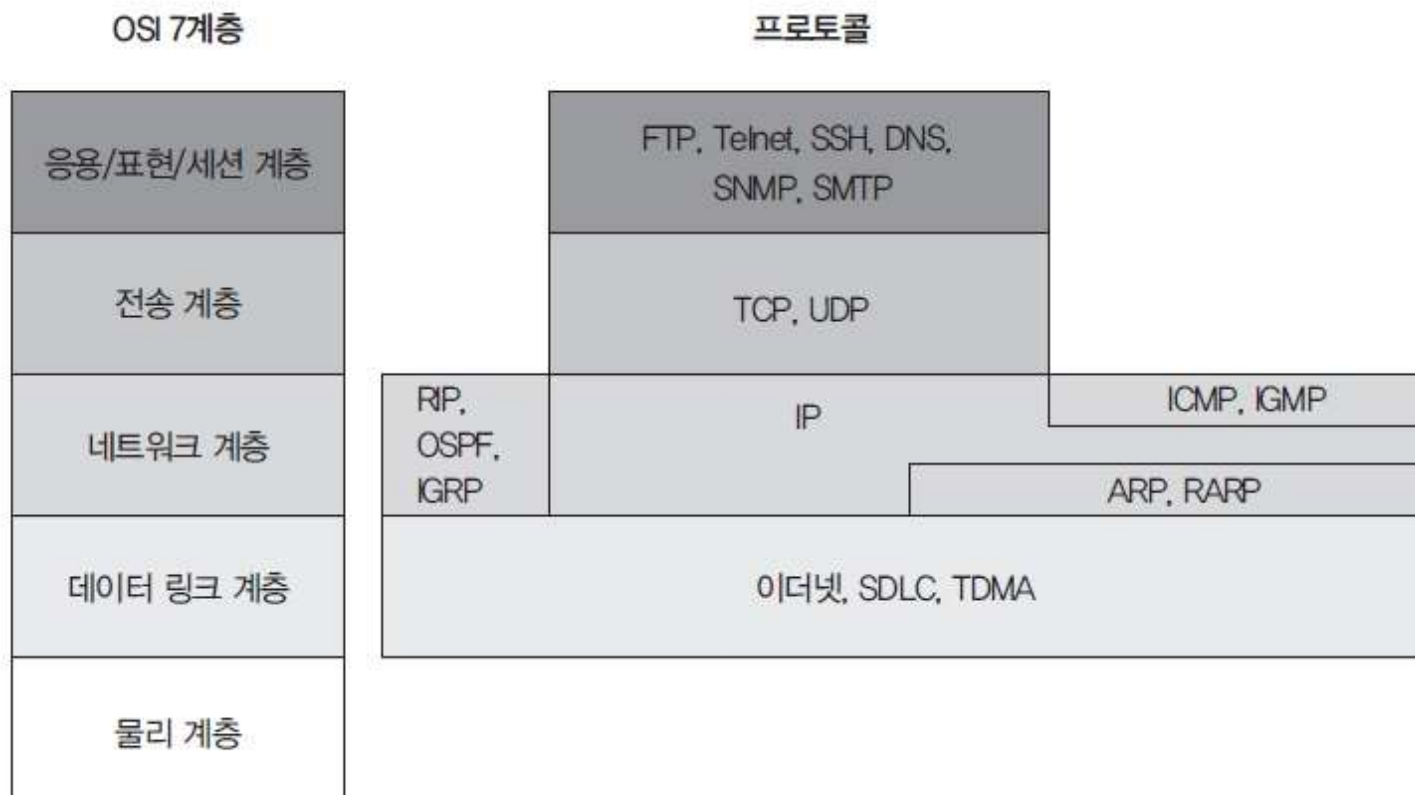 OSI 7계층
프로토콜
응용/표현/세션 계층
FTP, Telnet, SSH, DNS,
SNMP, SMTP
전송 계층
TCP, UDP
네트워크 계층
RIP,
OSPF,
IGRP
IP
ICMP, IGMP
ARP, RARP
데이터 링크 계층
이더넷, SDLC, TDMA
물리 계층